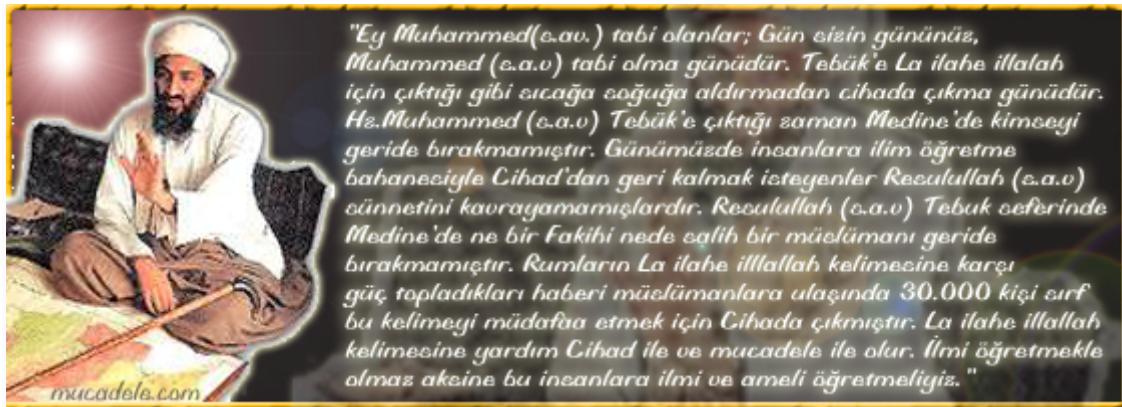 "Ey Muhammed(s.av.) tabi olanlar; Gün sizin gününüz,
Muhammed (s.a.v) tabi olma günüdür. Tebük'e La ilahe illalah
için çıktığı gibi sıcağa soğuğa aldırmadan cihada çıkma günüdür.
Hz.Muhammed (s.a.v) Tebük'e çıktığı zaman Medine'de kimseyi
geride bırakmamıştır. Günümüzde insanlara ilim öğretme
bahanesiyle Cihad'dan geri kalmak isteyenler Resulullah (s.a.v)
sünnetini kavrayamamışlardır. Resulullah (s.a.v) Tebuk seferinde
Medine'de ne bir Fakihi nede salih bir müslümanı geride
bırakmamıştır. Rumların La ilahe illlallah kelimesine karşı
güç topladıkları haberi müslümanlara ulaşında 30.000 kişi sırf
bu kelimeyi müdafaa etmek için Cihada çıkmıştır. La ilahe illallah
kelimesine yardım Cihad ile ve mucadele ile olur. İlmi öğretmekle
olmaz aksine bu insanlara ilmi ve ameli öğretmeliyiz."
mucadele.com